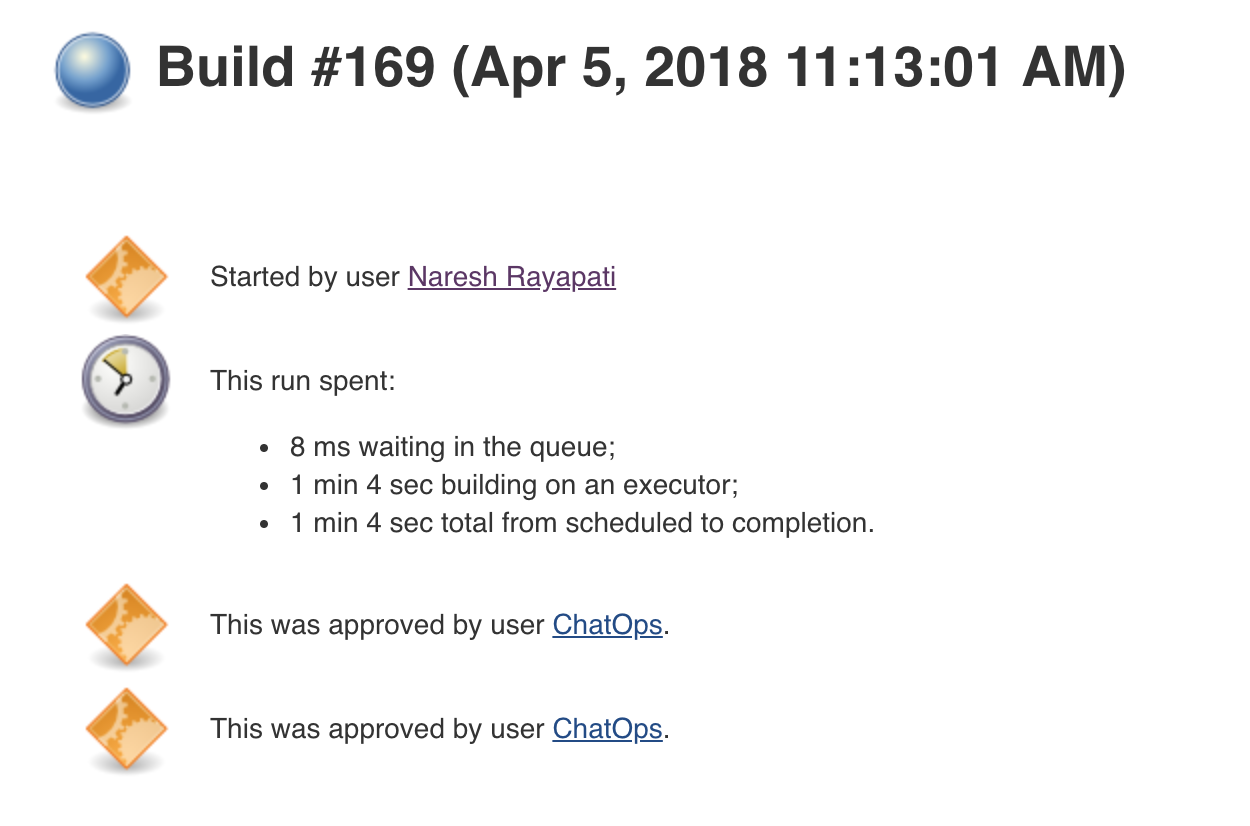 Build #169 (Apr 5, 2018 11:13:01 AM)
Started by user Naresh Rayapati
This run spent:
• 8 ms waiting in the queue;
• 1 min 4 sec building on an executor;
• 1 min 4 sec total from scheduled to completion.
This was approved by user ChatOps.
This was approved by user ChatOps.